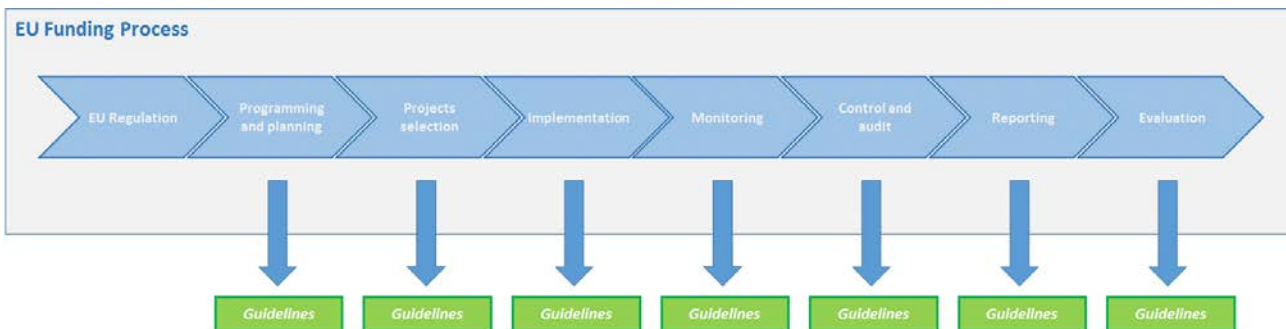 EU Funding Process
EU Regulation
Programming
and planning
Projects
selection
Implementation
Monitoring
Control and
audit
Reporting
Evaluation
Guidelines
Guidelines
Guidelines
Guidelines
Guidelines
Guidelines
Guidelines